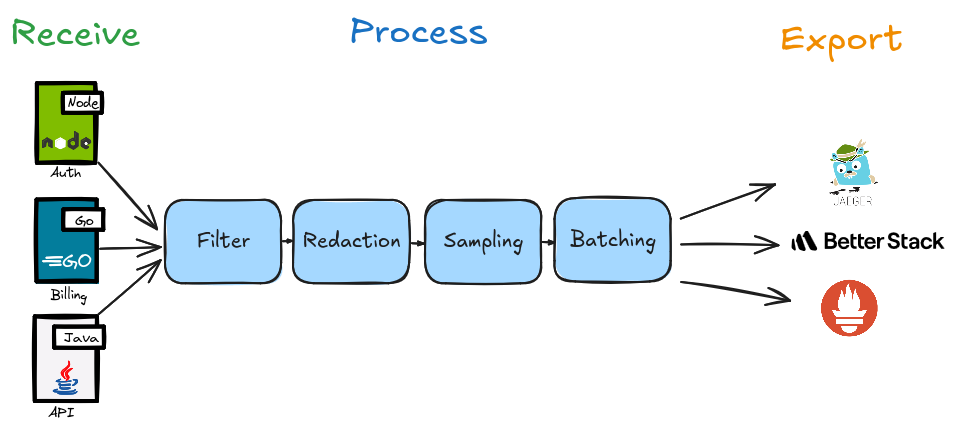 Receive
Process
Export
Node
node
Auth
Go
GO
Billing
Java
API
Filter
Redaction
Sampling
Batching
JAEGER
Better Stack